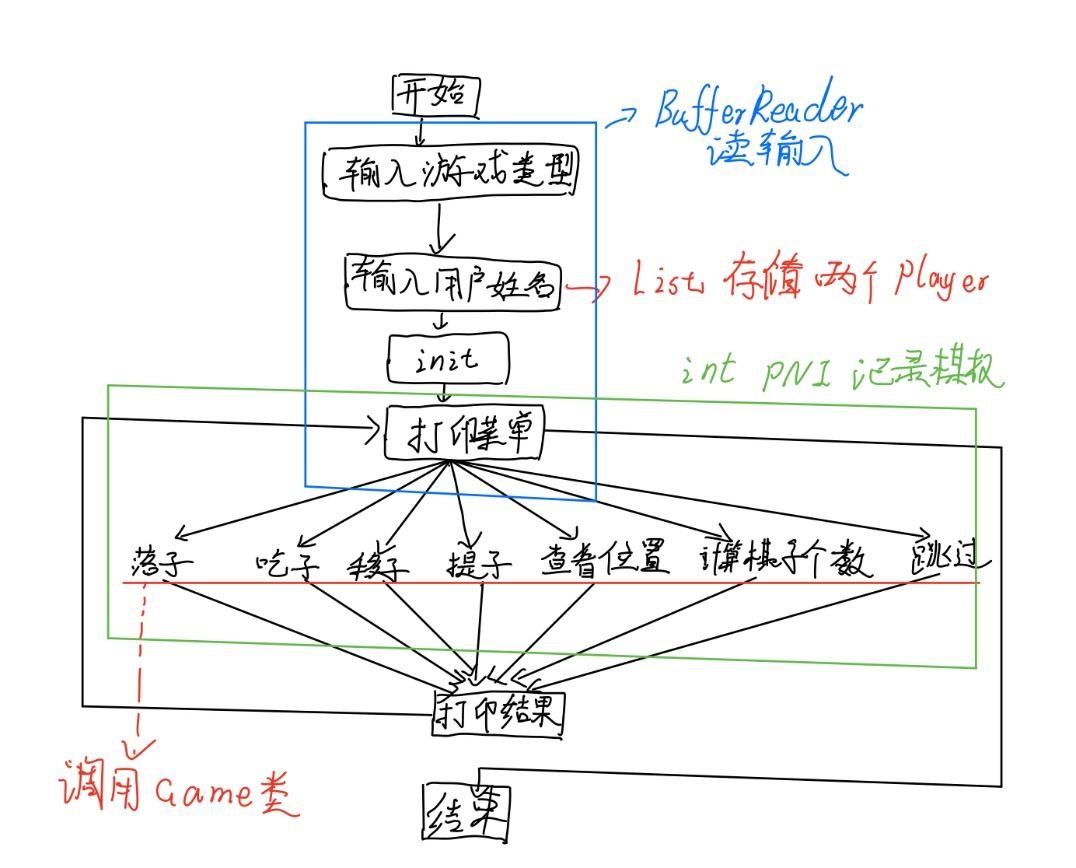 开始
BufferReader
读输入
输入游戏类型
输入用户姓名
List 存储 两个 Player
init
int PNI 记录棋权
打印菜单
落子
吃子
移子
提子
查看位置
计算棋子个数
跳过
打印结果
调用Game类
结束